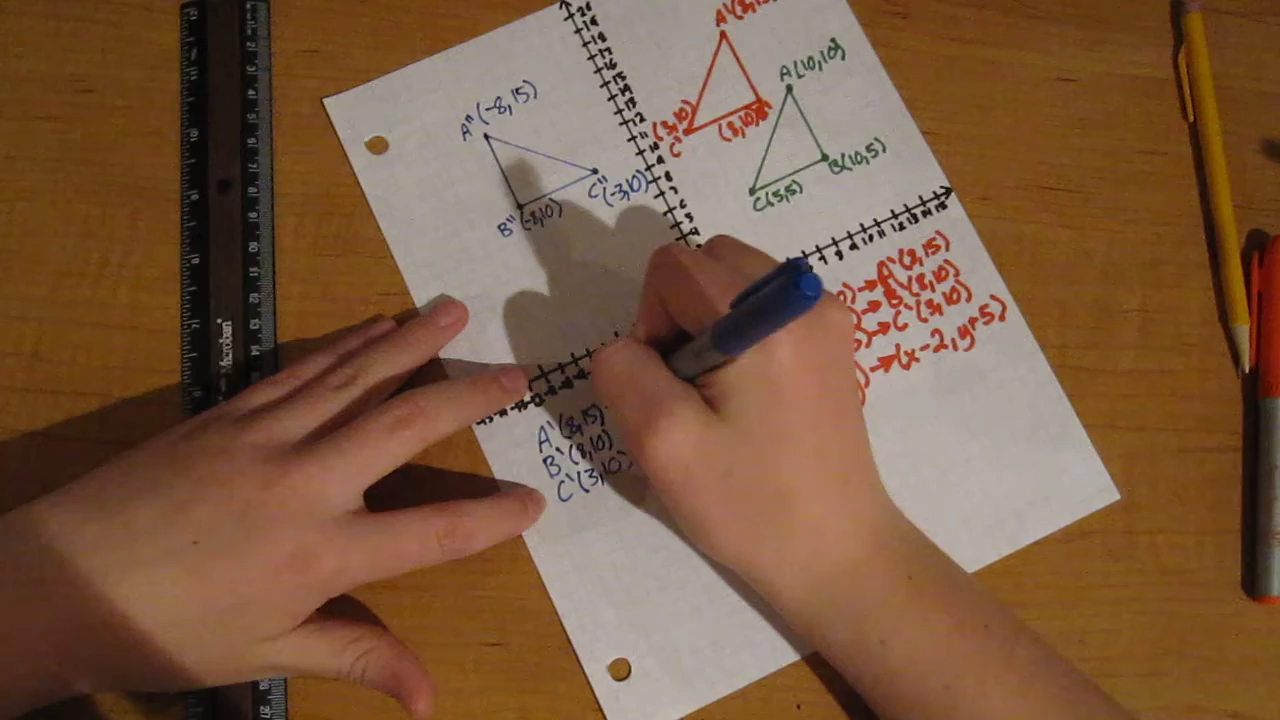 A'(8,15
A(10,10)
B(10,5)
C(5,5)
(3,10)
C'
(8,10)B'
A''(-8,15)
B''(-8,10)
C''(-3,10)
→A'(8,15)
→B'(8,10)
→C'(3,10)
→(x-2,y+5)
A'(8,15)
B'(8,10)
C'(3,10)
Microban